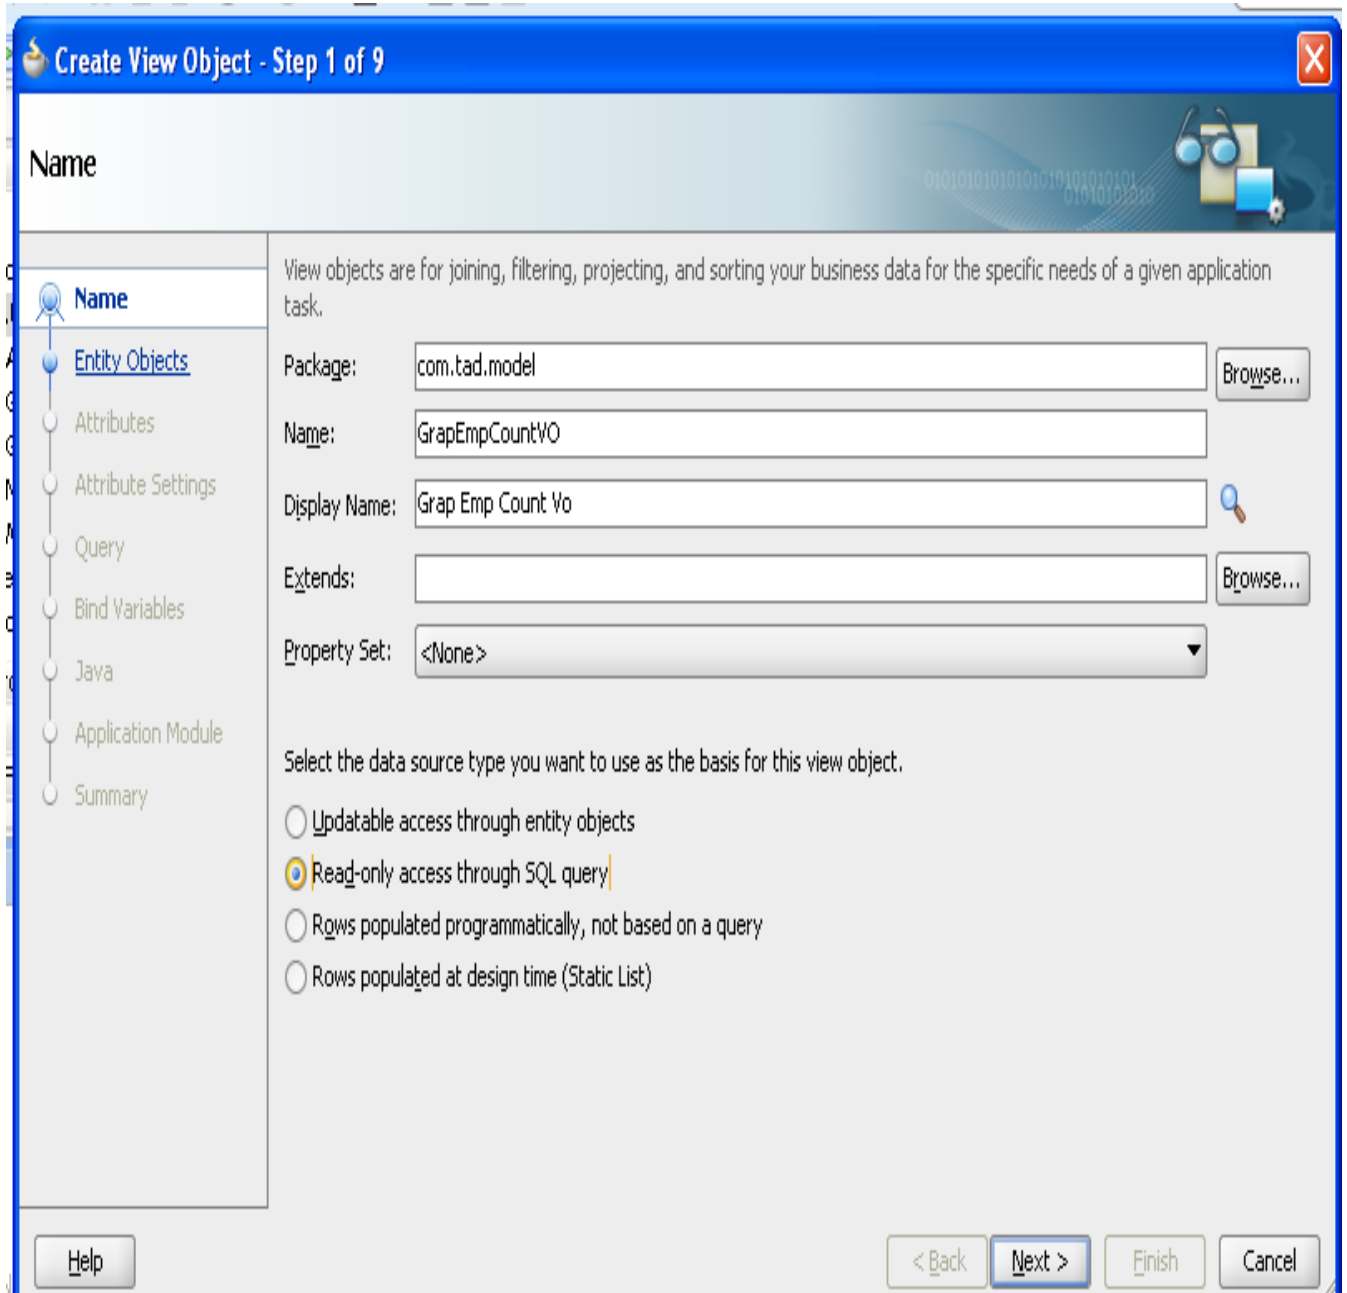 Create View Object - Step 1 of 9
Name
010101010101010101010101
01010101010
Name
Entity Objects
Attributes
Attribute Settings
Query
Bind Variables
Java
Application Module
Summary
View objects are for joining, filtering, projecting, and sorting your business data for the specific needs of a given application
task.
Package: com.tad.model Browse...
Name: GrapEmpCountVO
Display Name: Grap Emp Count Vo
Extends: Browse...
Property Set: <None>
Select the data source type you want to use as the basis for this view object.
Updatable access through entity objects
Read-only access through SQL query
Rows populated programmatically, not based on a query
Rows populated at design time (Static List)
Help < Back Next > Finish Cancel